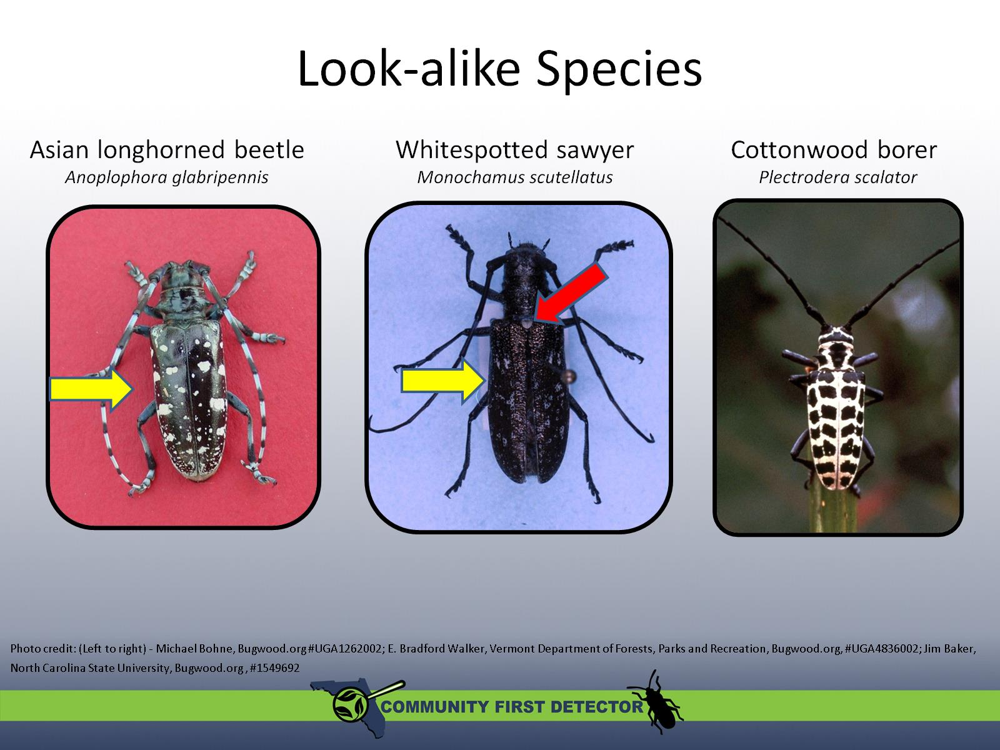 Look-alike Species
Asian longhorned beetle
Anoplophora glabripennis
Whitespotted sawyer
Monochamus scutellatus
Cottonwood borer
Plectrodera scalator
Photo credit: (Left to right) - Michael Bohne, Bugwood.org #UGA1262002; E. Bradford Walker, Vermont Department of Forests, Parks and Recreation, Bugwood.org, #UGA4836002; Jim Baker,
North Carolina State University, Bugwood.org , #1549692
COMMUNITY FIRST DETECTOR